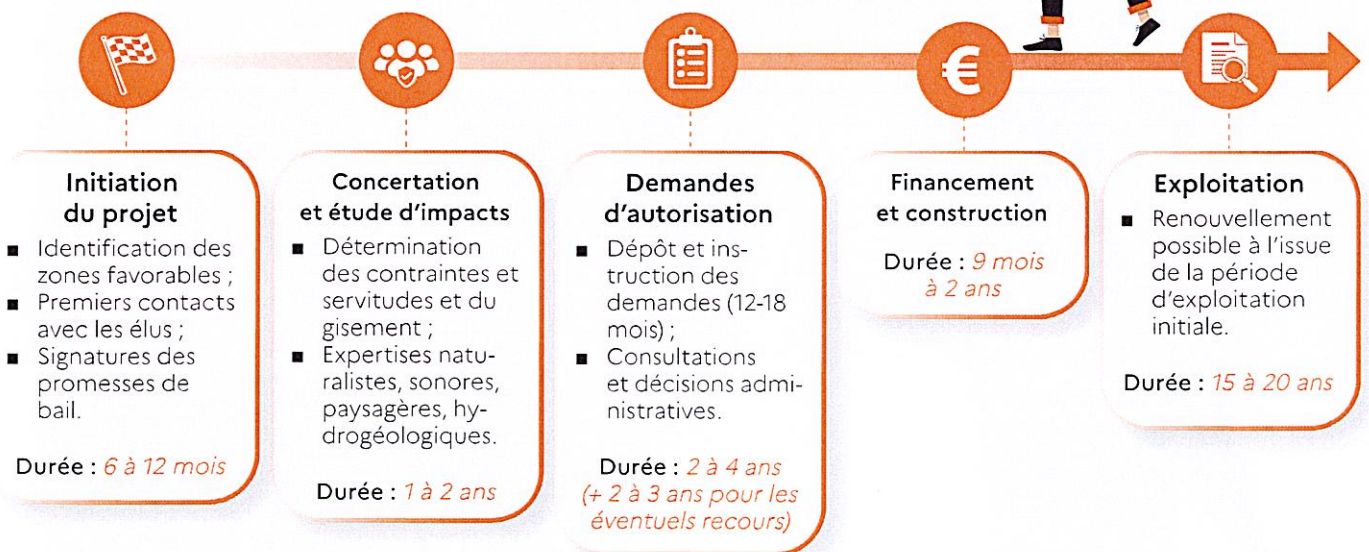 Initiation
du projet
■ Identification des
zones favorables ;
■ Premiers contacts
avec les élus ;
■ Signatures des
promesses de
bail.
Durée : 6 à 12 mois
Concertation
et étude d'impacts
■ Détermination
des contraintes et
servitudes et du
gisement ;
■ Expertises natu-
ralistes, sonores,
paysagères, hy-
drogéologiques.
Durée : 1 à 2 ans
Demandes
d'autorisation
■ Dépôt et ins-
truction des
demandes (12-18
mois) ;
■ Consultations
et décisions admi-
nistratives.
Durée : 2 à 4 ans
(+ 2 à 3 ans pour les
éventuels recours)
€
Financement
et construction
Durée : 9 mois
à 2 ans
Exploitation
■ Renouvellement
possible à l'issue
de la période
d'exploitation
initiale.
Durée : 15 à 20 ans